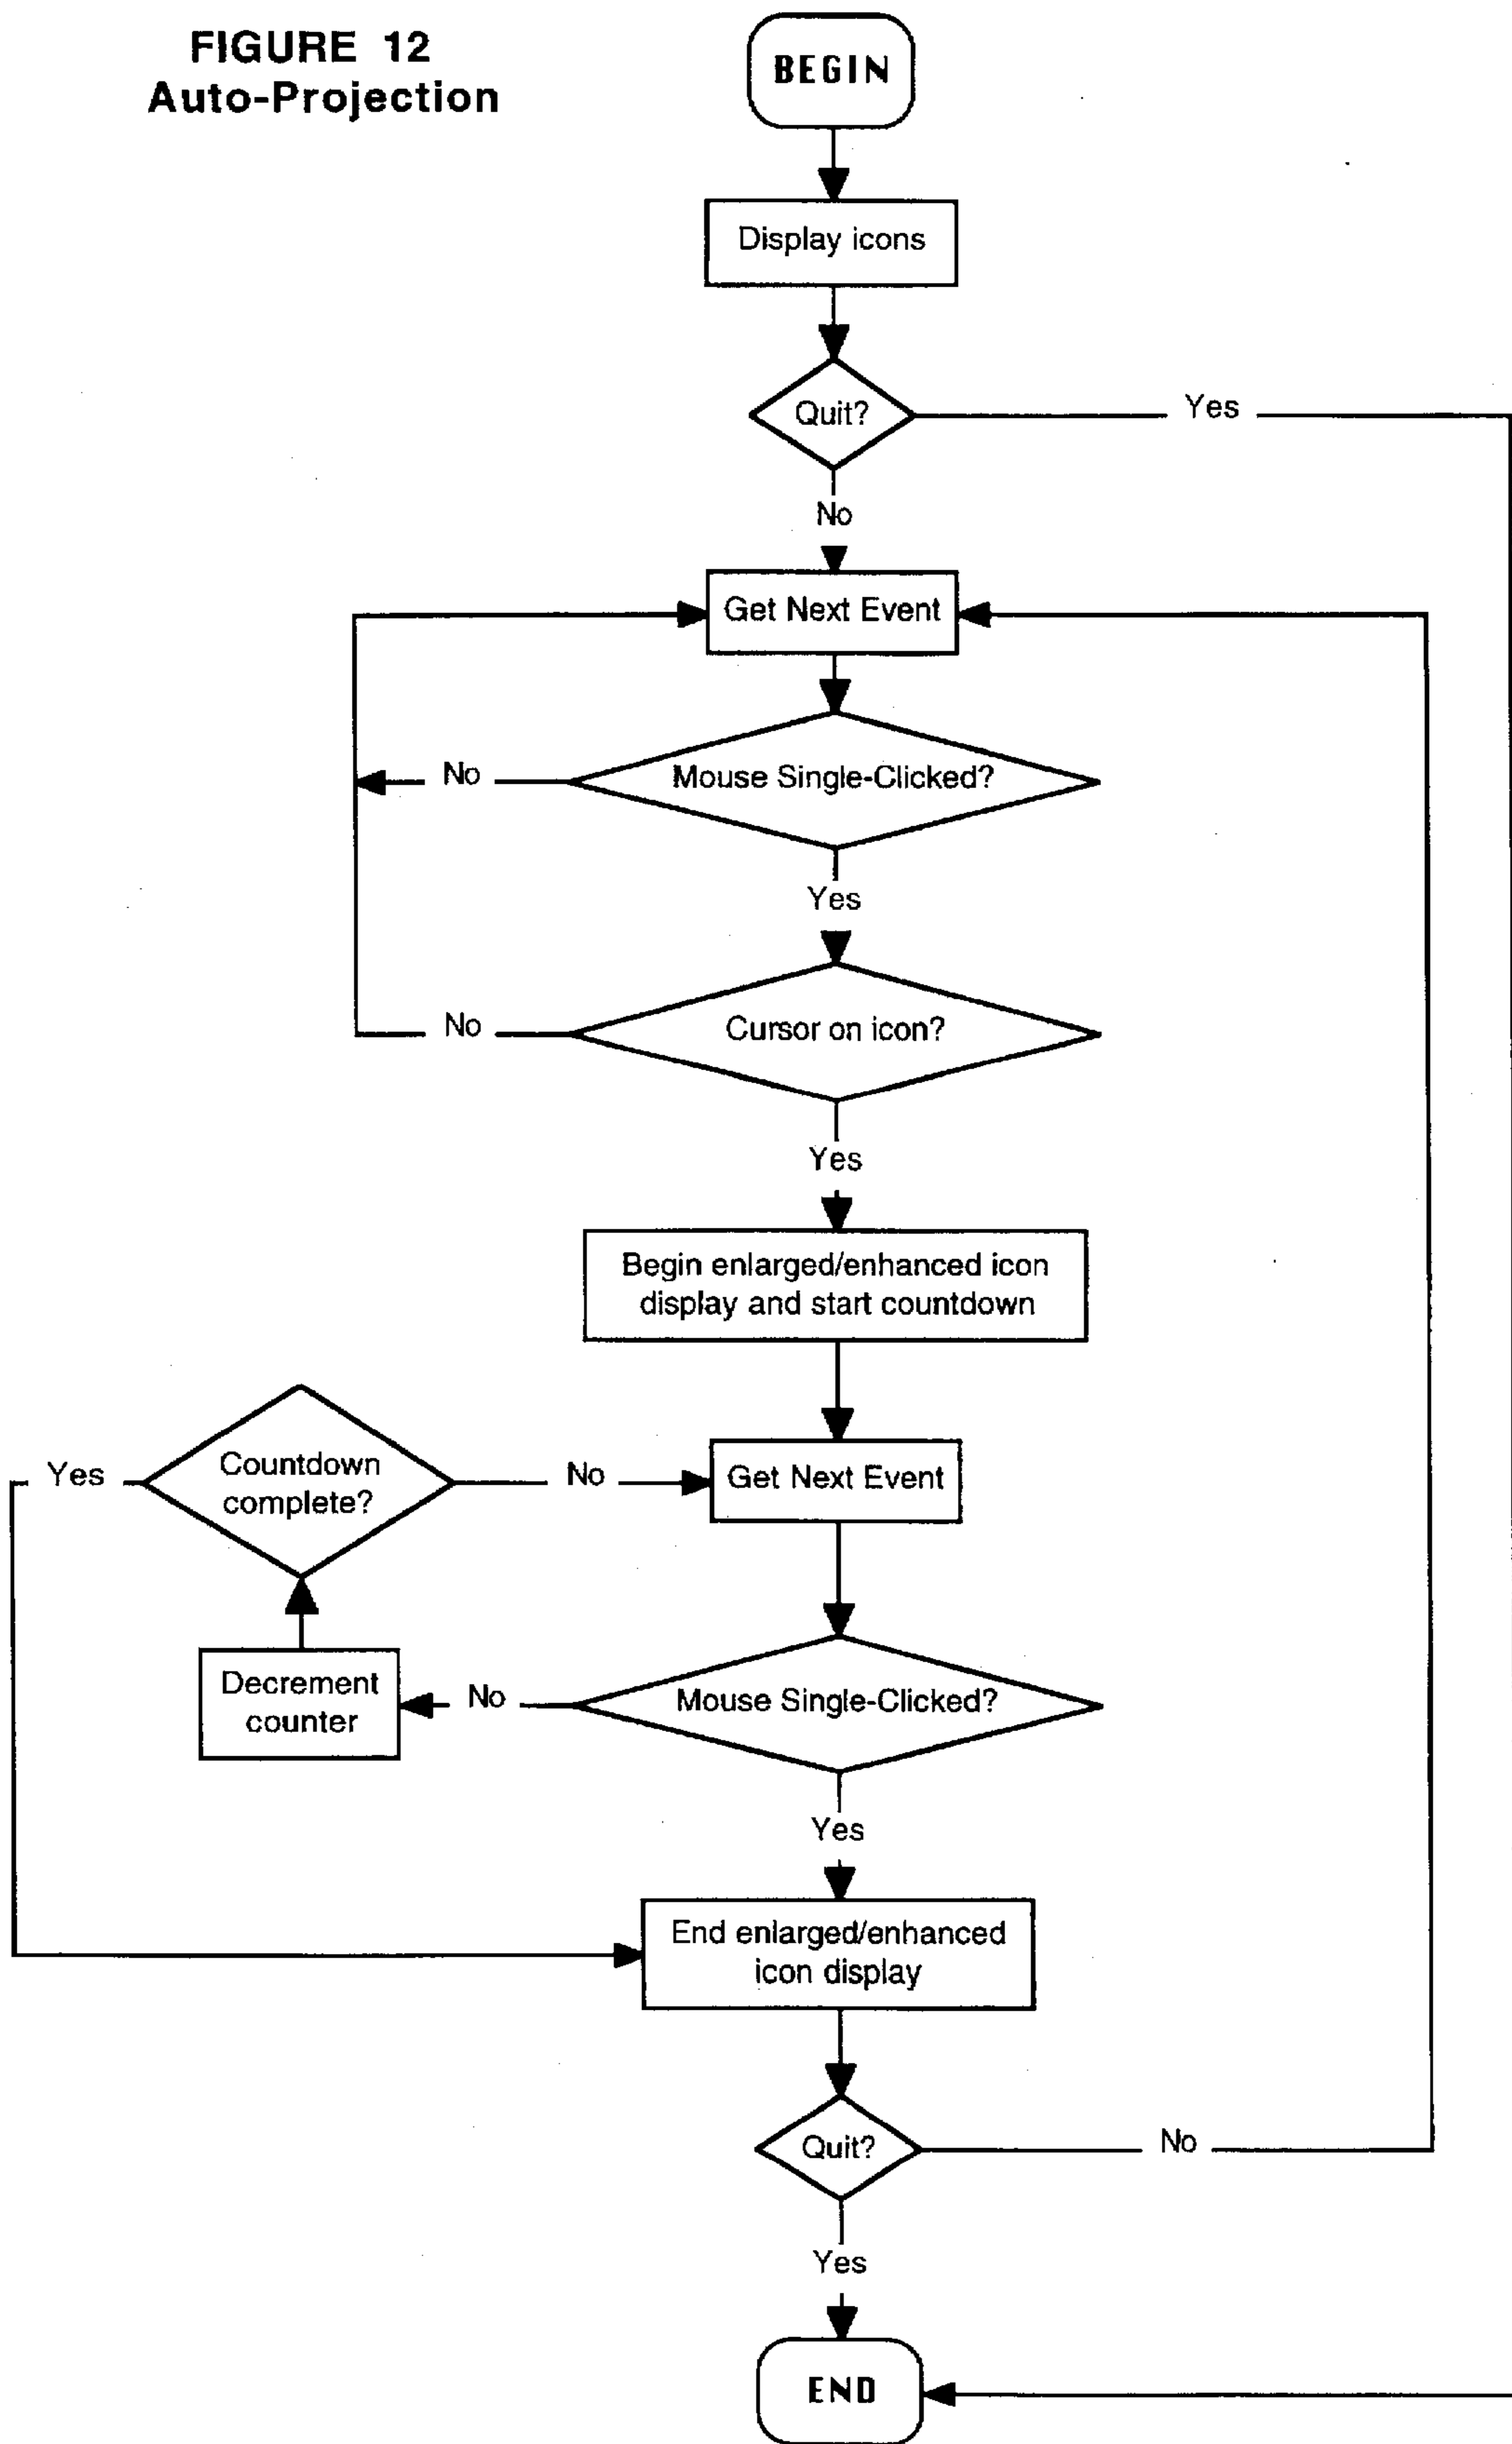 FIGURE 12
Auto-Projection
BEGIN
Display icons
Quit?
Yes
No
Get Next Event
Mouse Single-Clicked?
No
Yes
Cursor on icon?
No
Yes
Begin enlarged/enhanced icon
display and start countdown
Countdown
complete?
Yes
No
Get Next Event
Decrement
counter
No
Mouse Single-Clicked?
Yes
End enlarged/enhanced
icon display
Quit?
No
Yes
END